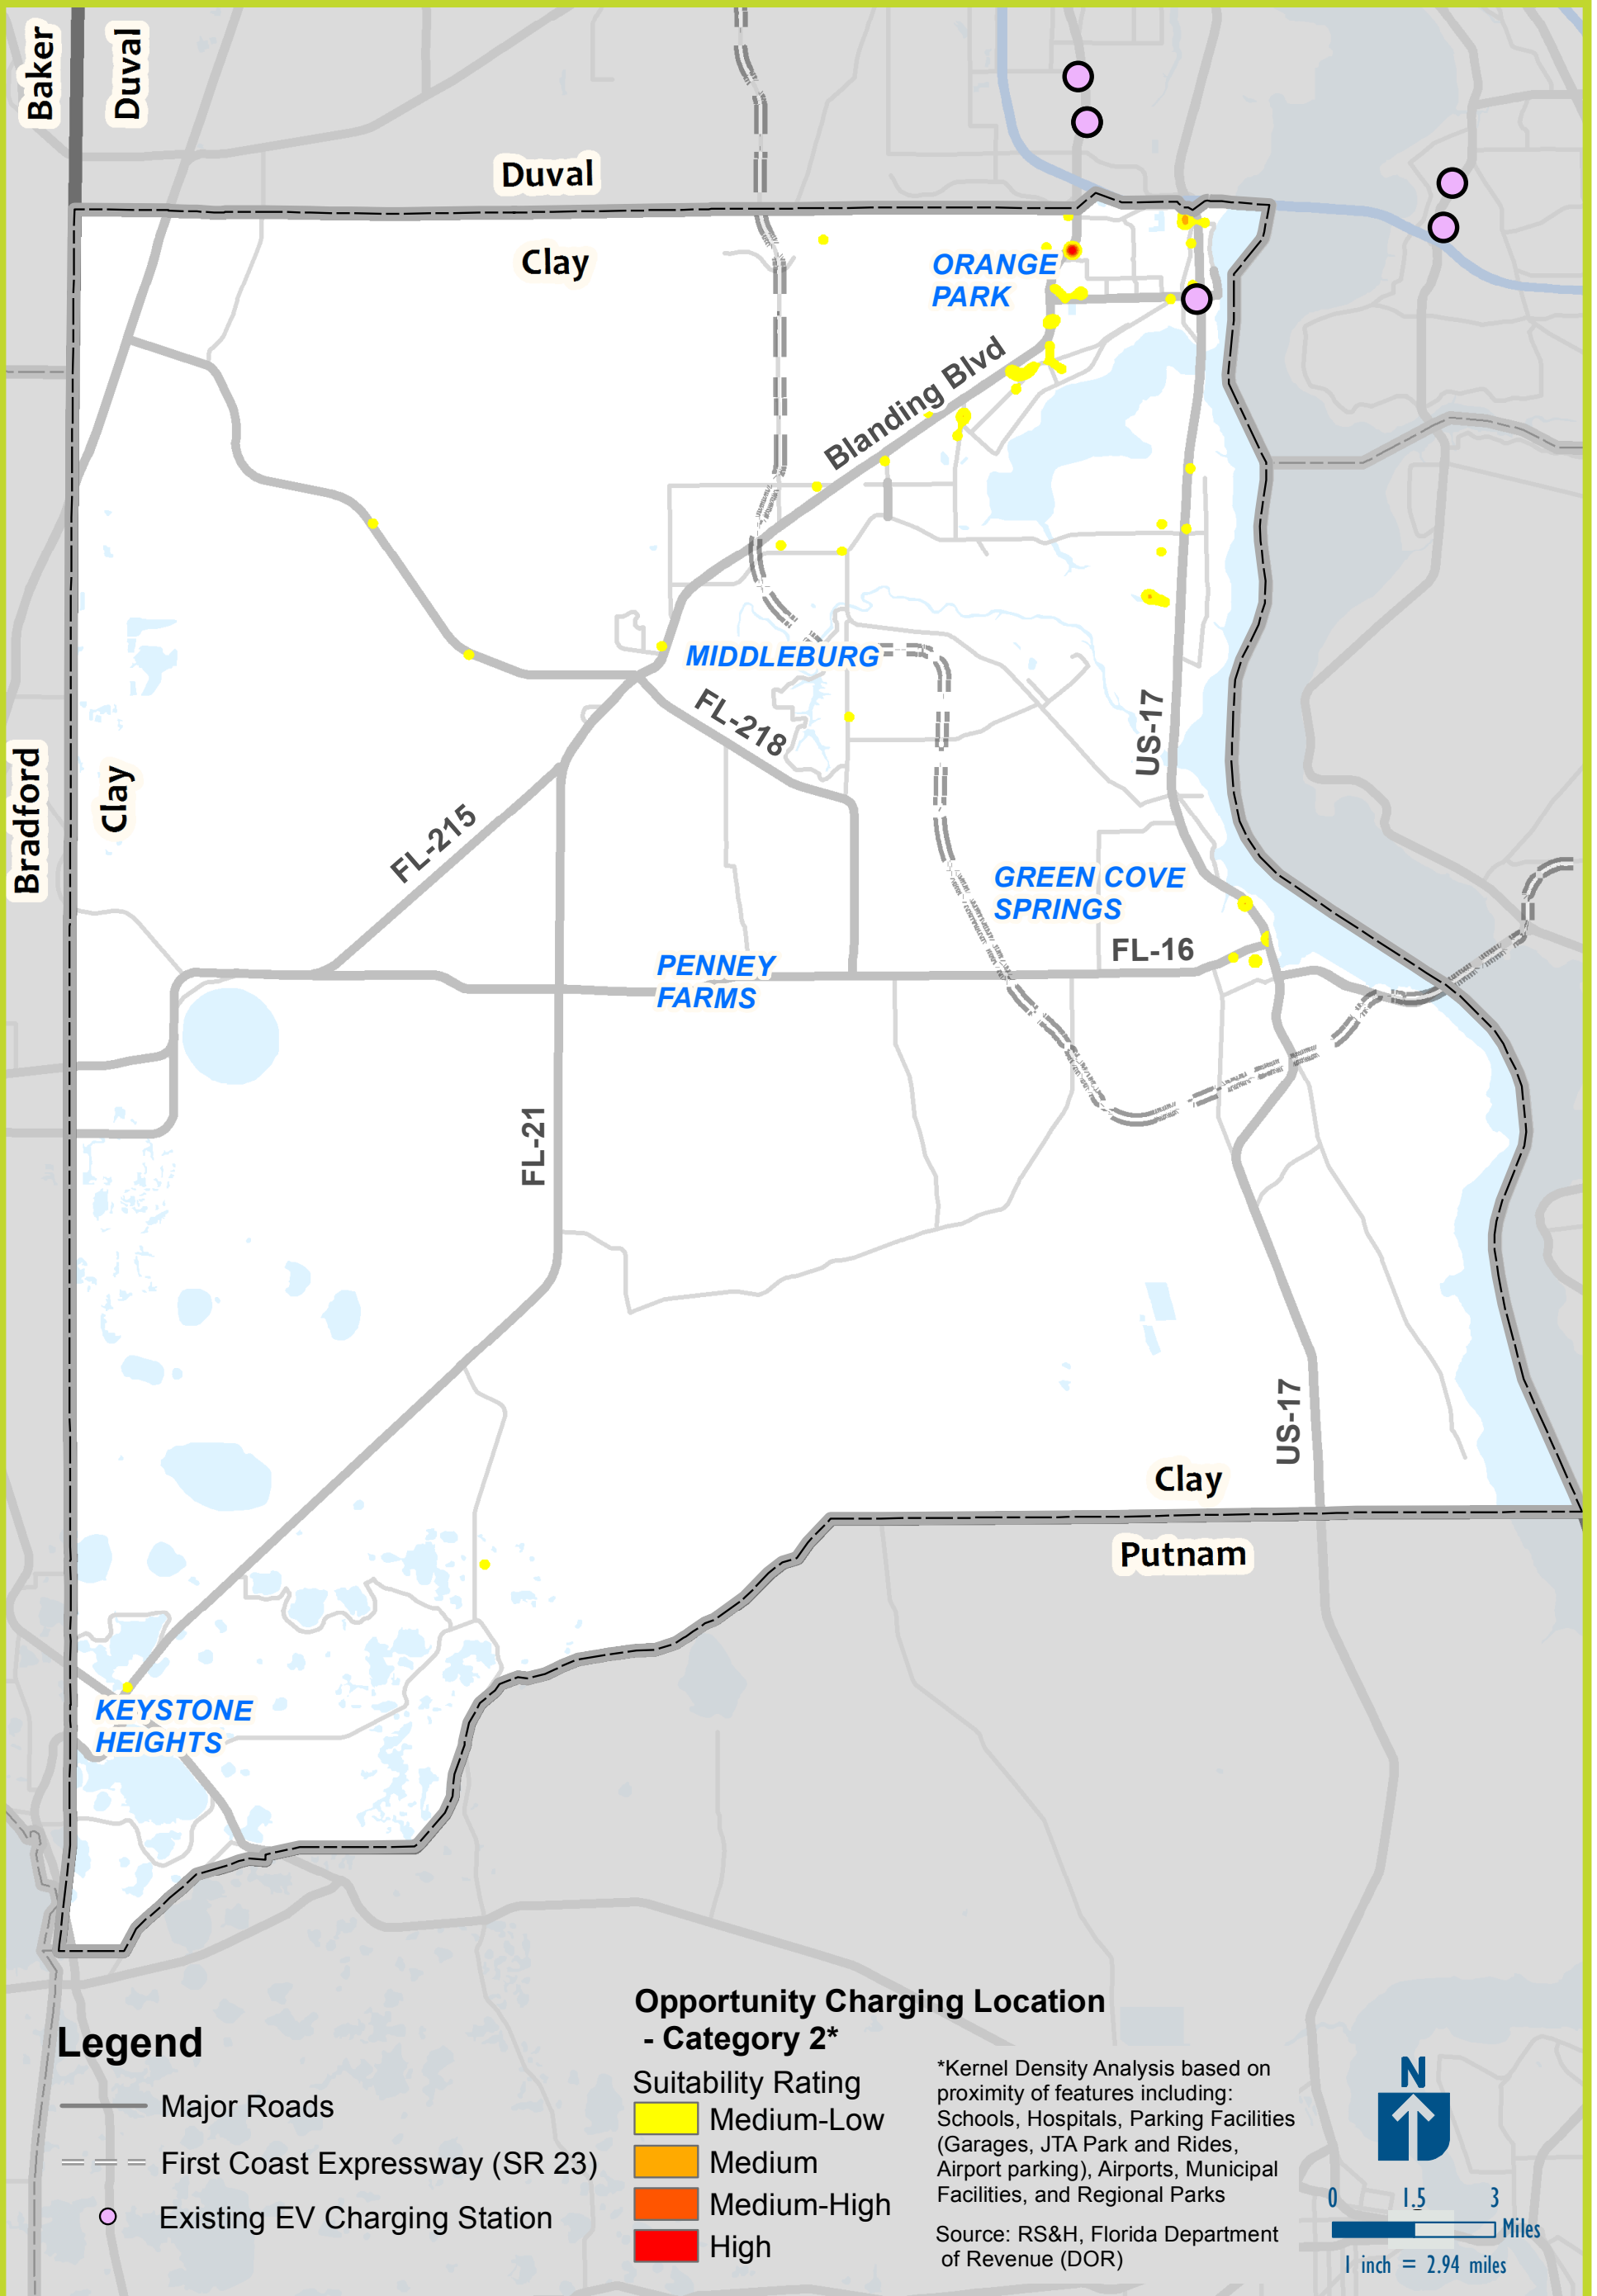 Baker
Duval
Duval
Clay
ORANGE
PARK
Blanding Blvd
MIDDLEBURG
FL-218
US-17
Bradford
Clay
FL-215
GREEN COVE
SPRINGS
FL-16
PENNEY
FARMS
FL-21
US-17
Clay
Putnam
KEYSTONE
HEIGHTS
Legend
Major Roads
First Coast Expressway (SR 23)
Existing EV Charging Station
Opportunity Charging Location
- Category 2*
Suitability Rating
Medium-Low
Medium
Medium-High
High
*Kernel Density Analysis based on
proximity of features including:
Schools, Hospitals, Parking Facilities
(Garages, JTA Park and Rides,
Airport parking), Airports, Municipal
Facilities, and Regional Parks
Source: RS&H, Florida Department
of Revenue (DOR)
N
0 1.5 3
Miles
1 inch = 2.94 miles